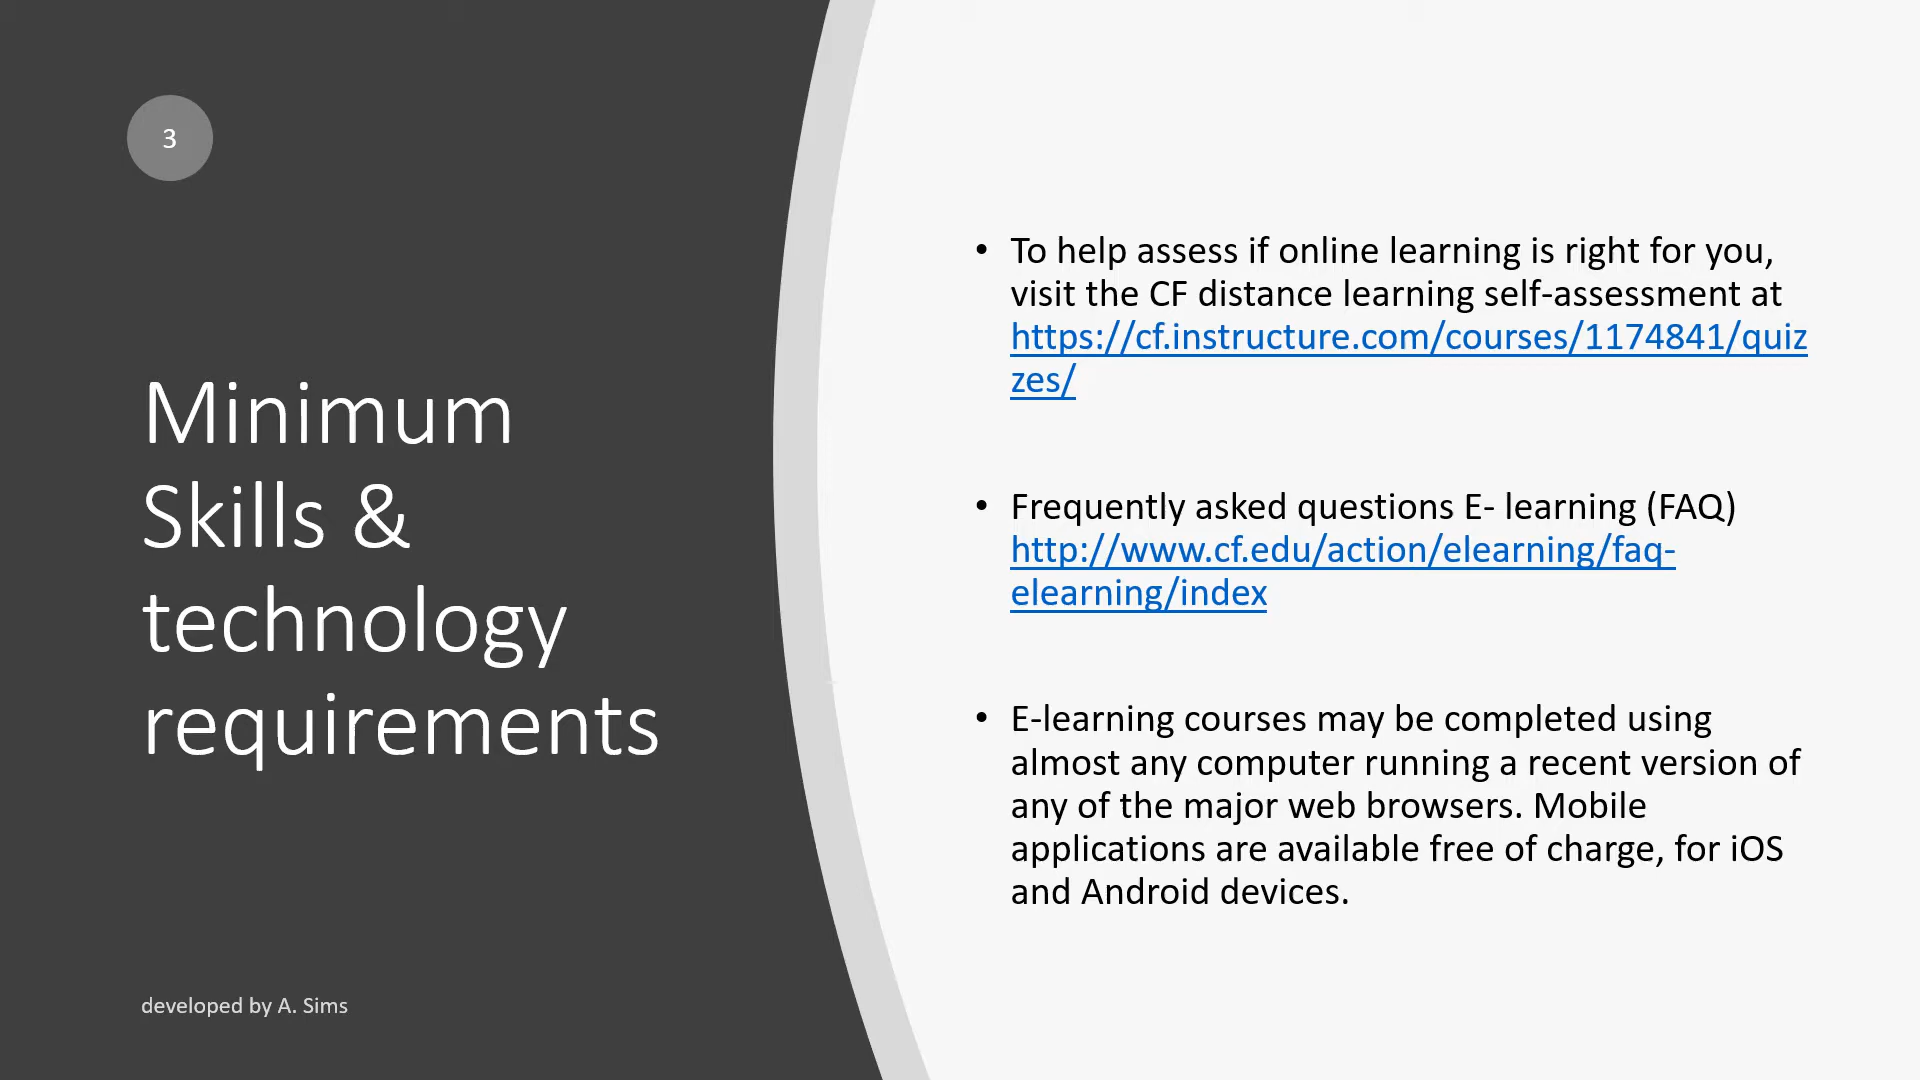 3
Minimum
Skills &
technology
requirements
developed by A. Sims
• To help assess if online learning is right for you,
visit the CF distance learning self-assessment at
https://cf.instructure.com/courses/1174841/quiz
zes/
• Frequently asked questions E- learning (FAQ)
http://www.cf.edu/action/elearning/faq-
elearning/index
• E-learning courses may be completed using
almost any computer running a recent version of
any of the major web browsers. Mobile
applications are available free of charge, for iOS
and Android devices.